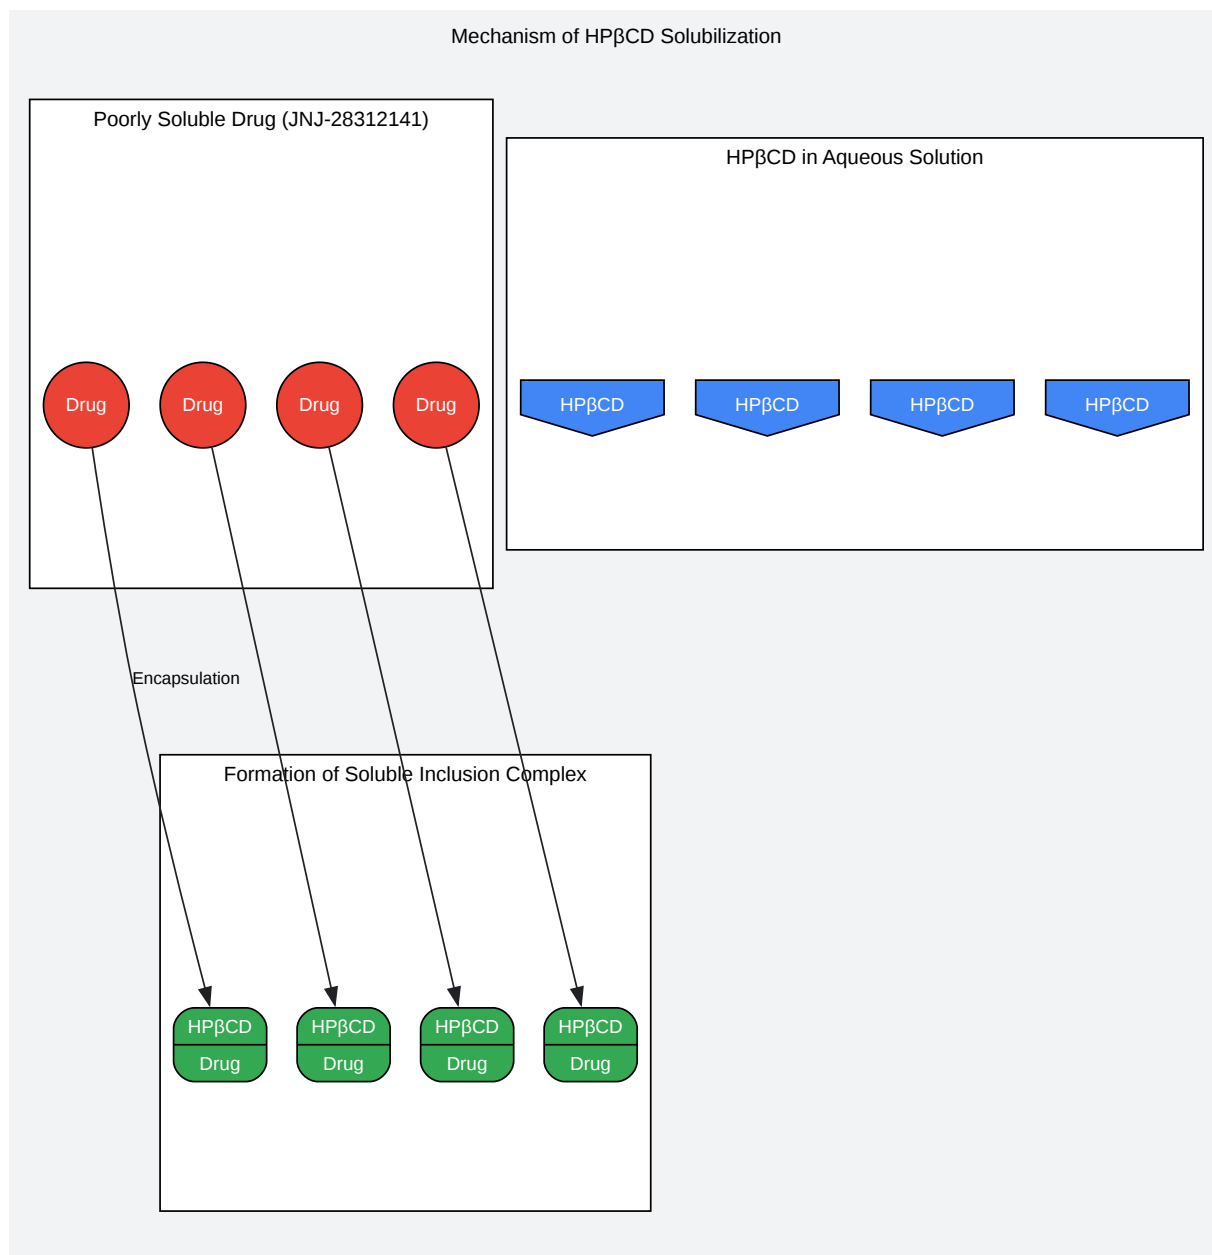 Mechanism of HPβCD Solubilization
Poorly Soluble Drug (JNJ-28312141)
Drug
Drug
Drug
Drug
HPβCD in Aqueous Solution
HPβCD
HPβCD
HPβCD
HPβCD
Encapsulation
Formation of Soluble Inclusion Complex
HPβCD
Drug
HPβCD
Drug
HPβCD
Drug
HPβCD
Drug